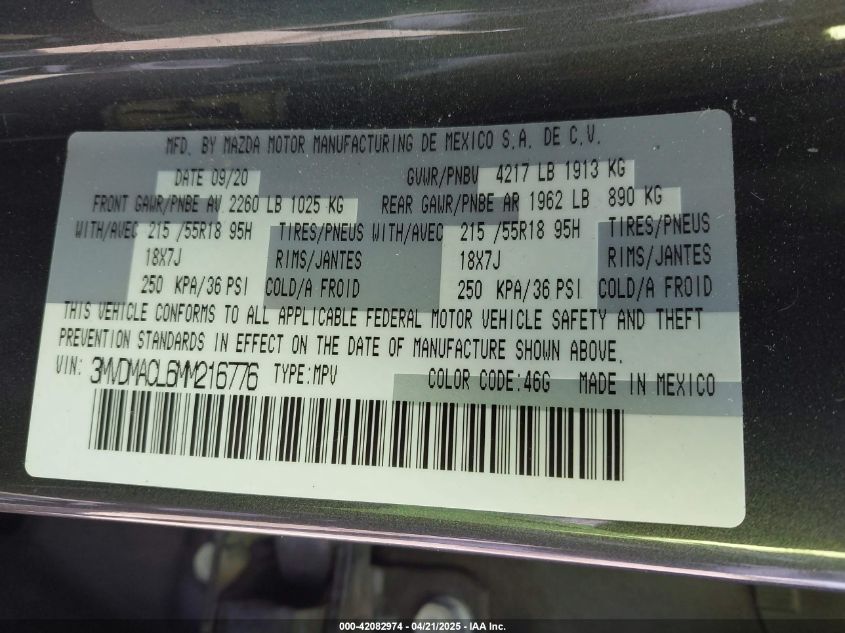 MFD. BY MAZDA MOTOR MANUFACTURING DE MEXICO S.A. DE C.V.
DATE 09/20 GVWR/PNBV 4217 LB 1913 KG
FRONT GAWR/PNBE AV 2260 LB 1025 KG REAR GAWR/PNBE AR 1962 LB 890 KG
WITH/AVEC 215 /55R18 95H TIRES/PNEUS WITH/AVEC 215 /55R18 95H TIRES/PNEUS
18X7J RIMS/JANTES 18X7J RIMS/JANTES
250 KPA/36 PSI COLD/A FROID 250 KPA/36 PSI COLD/A FROID
THIS VEHICLE CONFORMS TO ALL APPLICABLE FEDERAL MOTOR VEHICLE SAFETY AND THEFT
PREVENTION STANDARDS IN EFFECT ON THE DATE OF MANUFACTURE SHOWN ABOVE.
VIN: 3MVDMACL6MM216776 TYPE:MPV COLOR CODE:46G MADE IN MEXICO
000-42082974 - 04/21/2025 - IAA Inc.